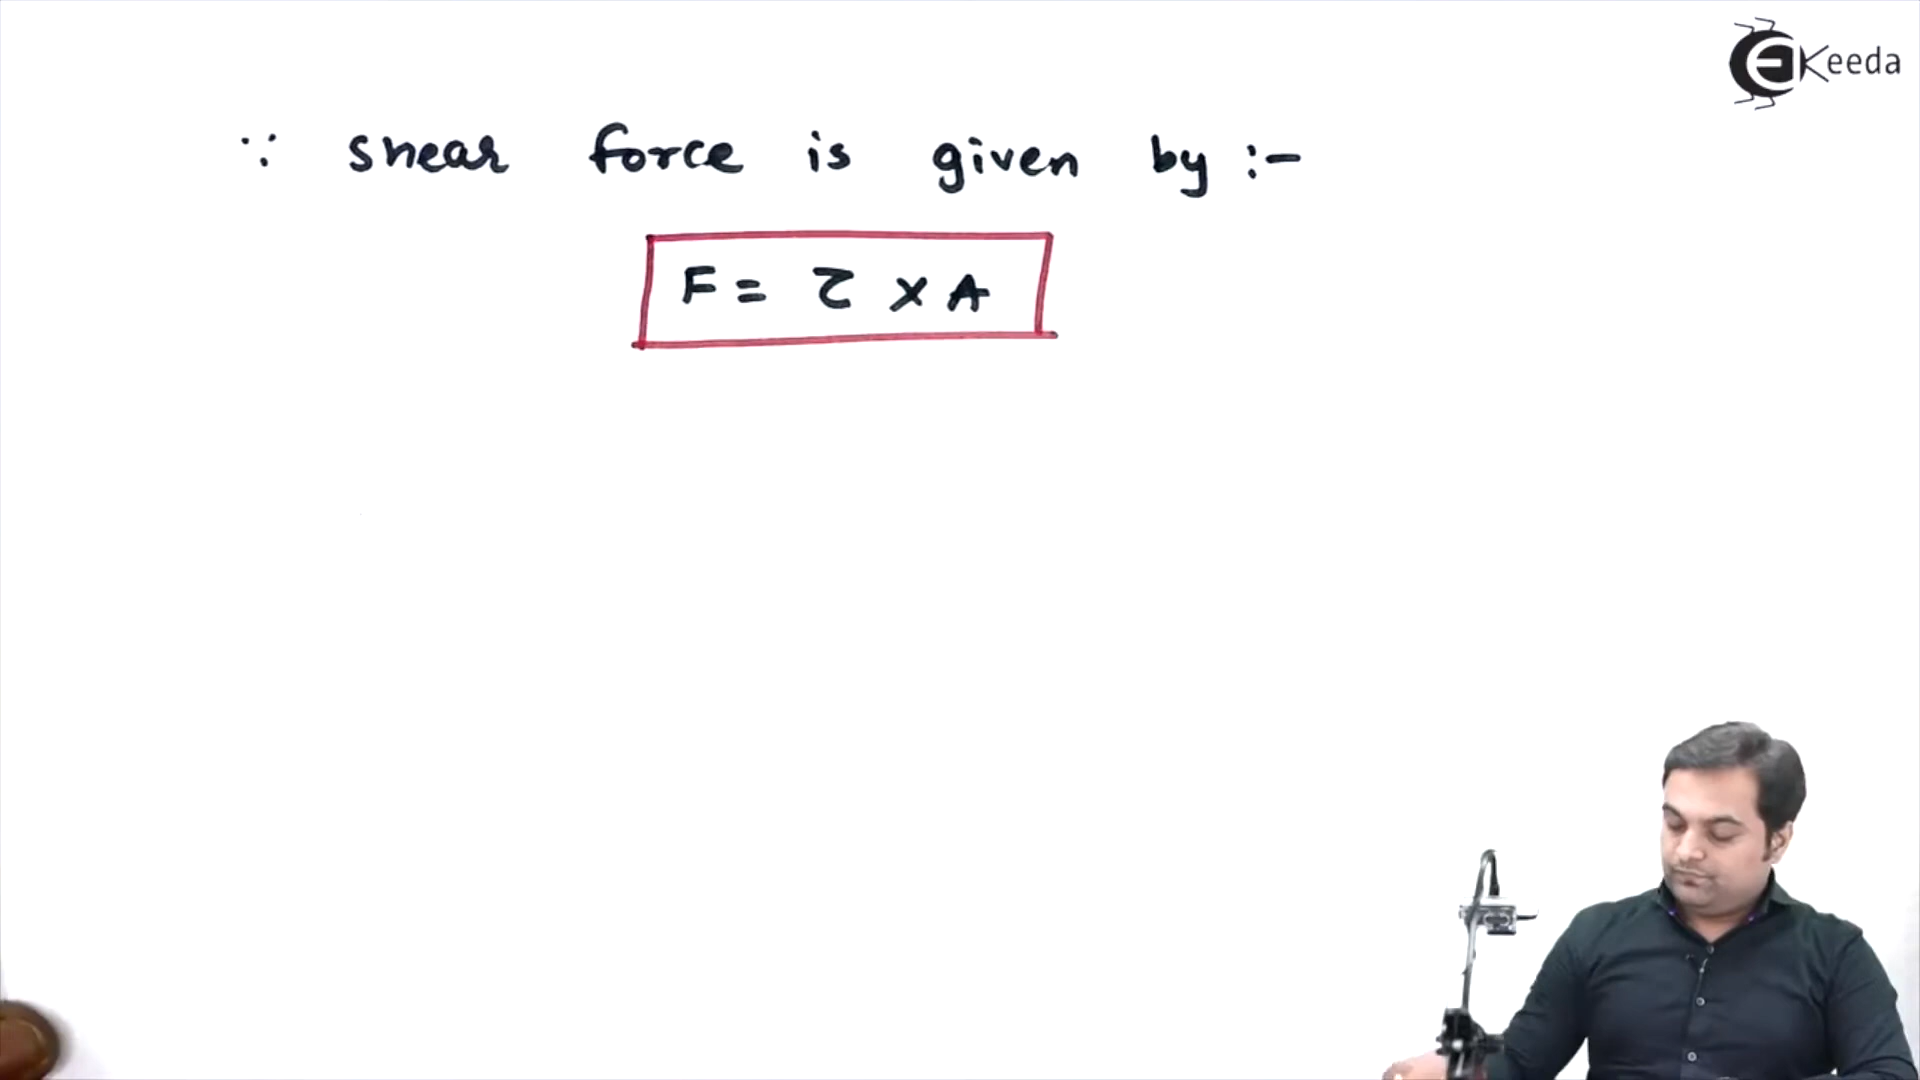 EKeeda
∵ shear force is given by :-
F = τ × A